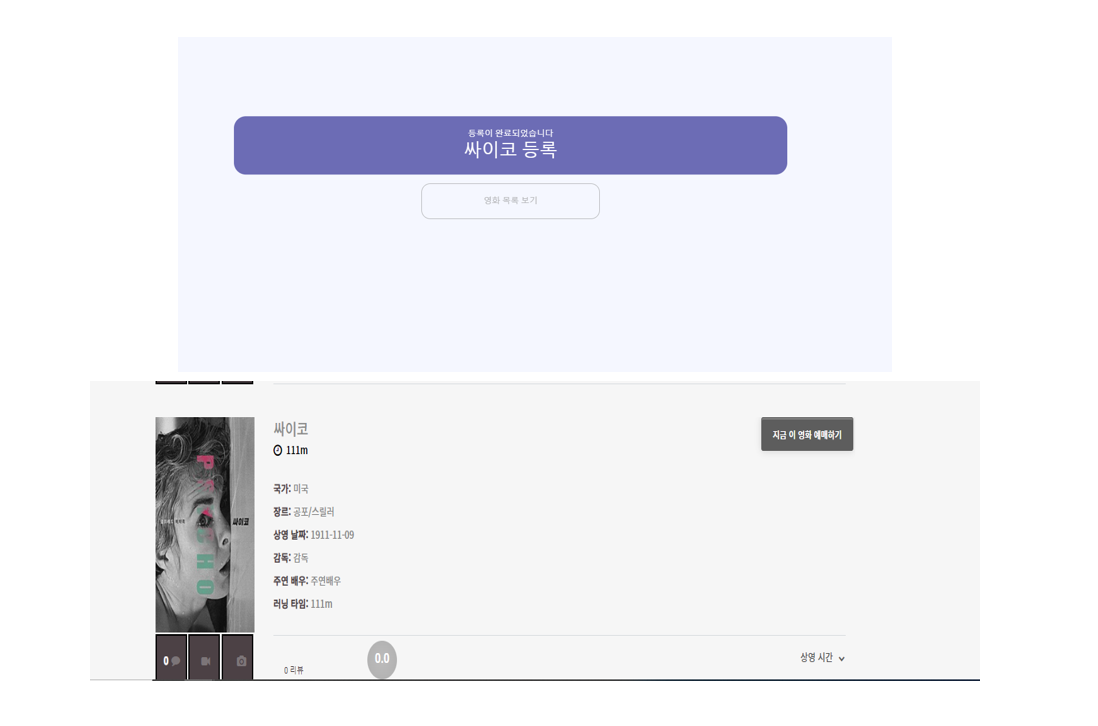 등록이 완료되었습니다
싸이코 등록
영화 목록 보기
싸이코
111m
지금 이 영화 예매하기
국가: 미국
장르: 공포/스릴러
상영 날짜: 1911-11-09
감독: 감독
주연 배우: 주연배우
러닝 타임: 111m
싸이코
0
0 리뷰
0.0
상영 시간